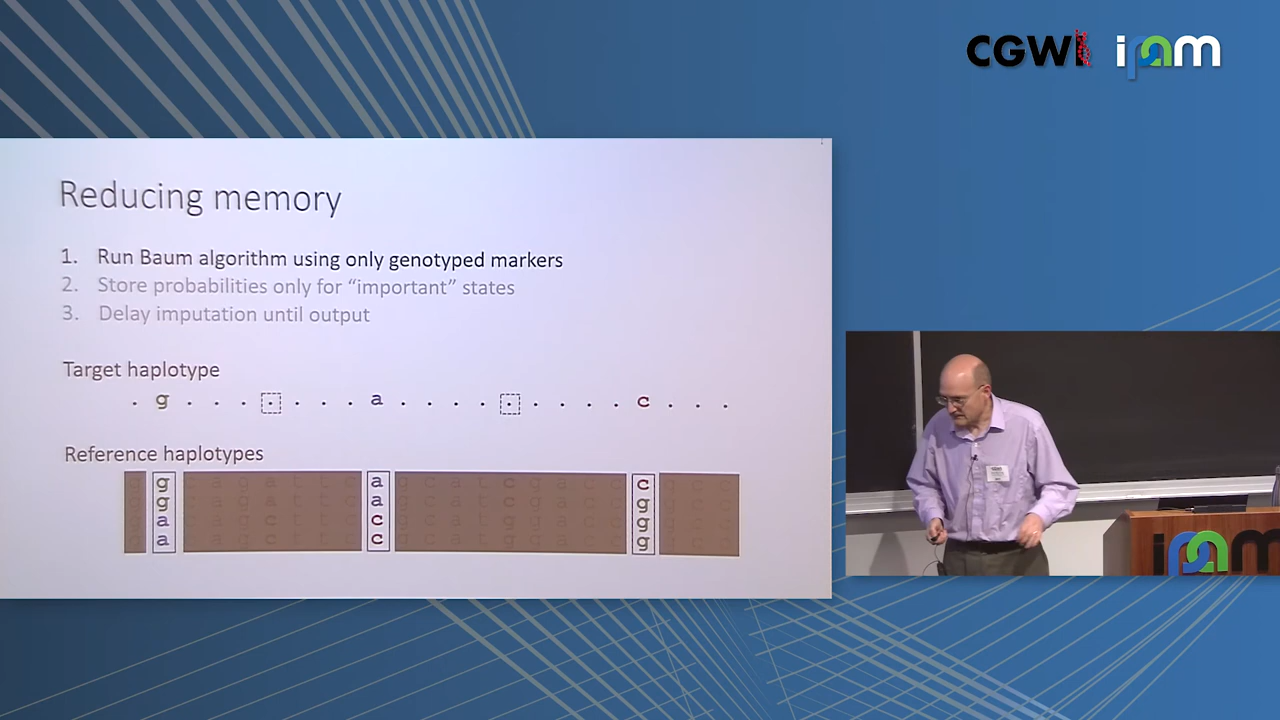 CGWI ipam
Reducing memory
1. Run Baum algorithm using only genotyped markers
2. Store probabilities only for “important” states
3. Delay imputation until output
Target haplotype
. g . . . . . . . a . . . . . . . . . c . . .
Reference haplotypes
g a c
g a g
a c g
a c g
ipam